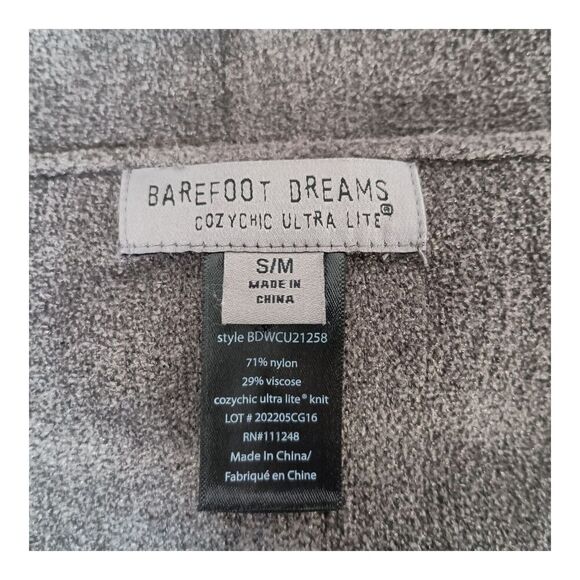 BAREFOOT DREAMS
COZYCHIC ULTRA LITE®
S/M
MADE IN
CHINA
style BDWCU21258
71% nylon
29% viscose
cozychic ultra lite® knit
LOT # 202205CG16
RN#111248
Made in China/
Fabriqué en Chine